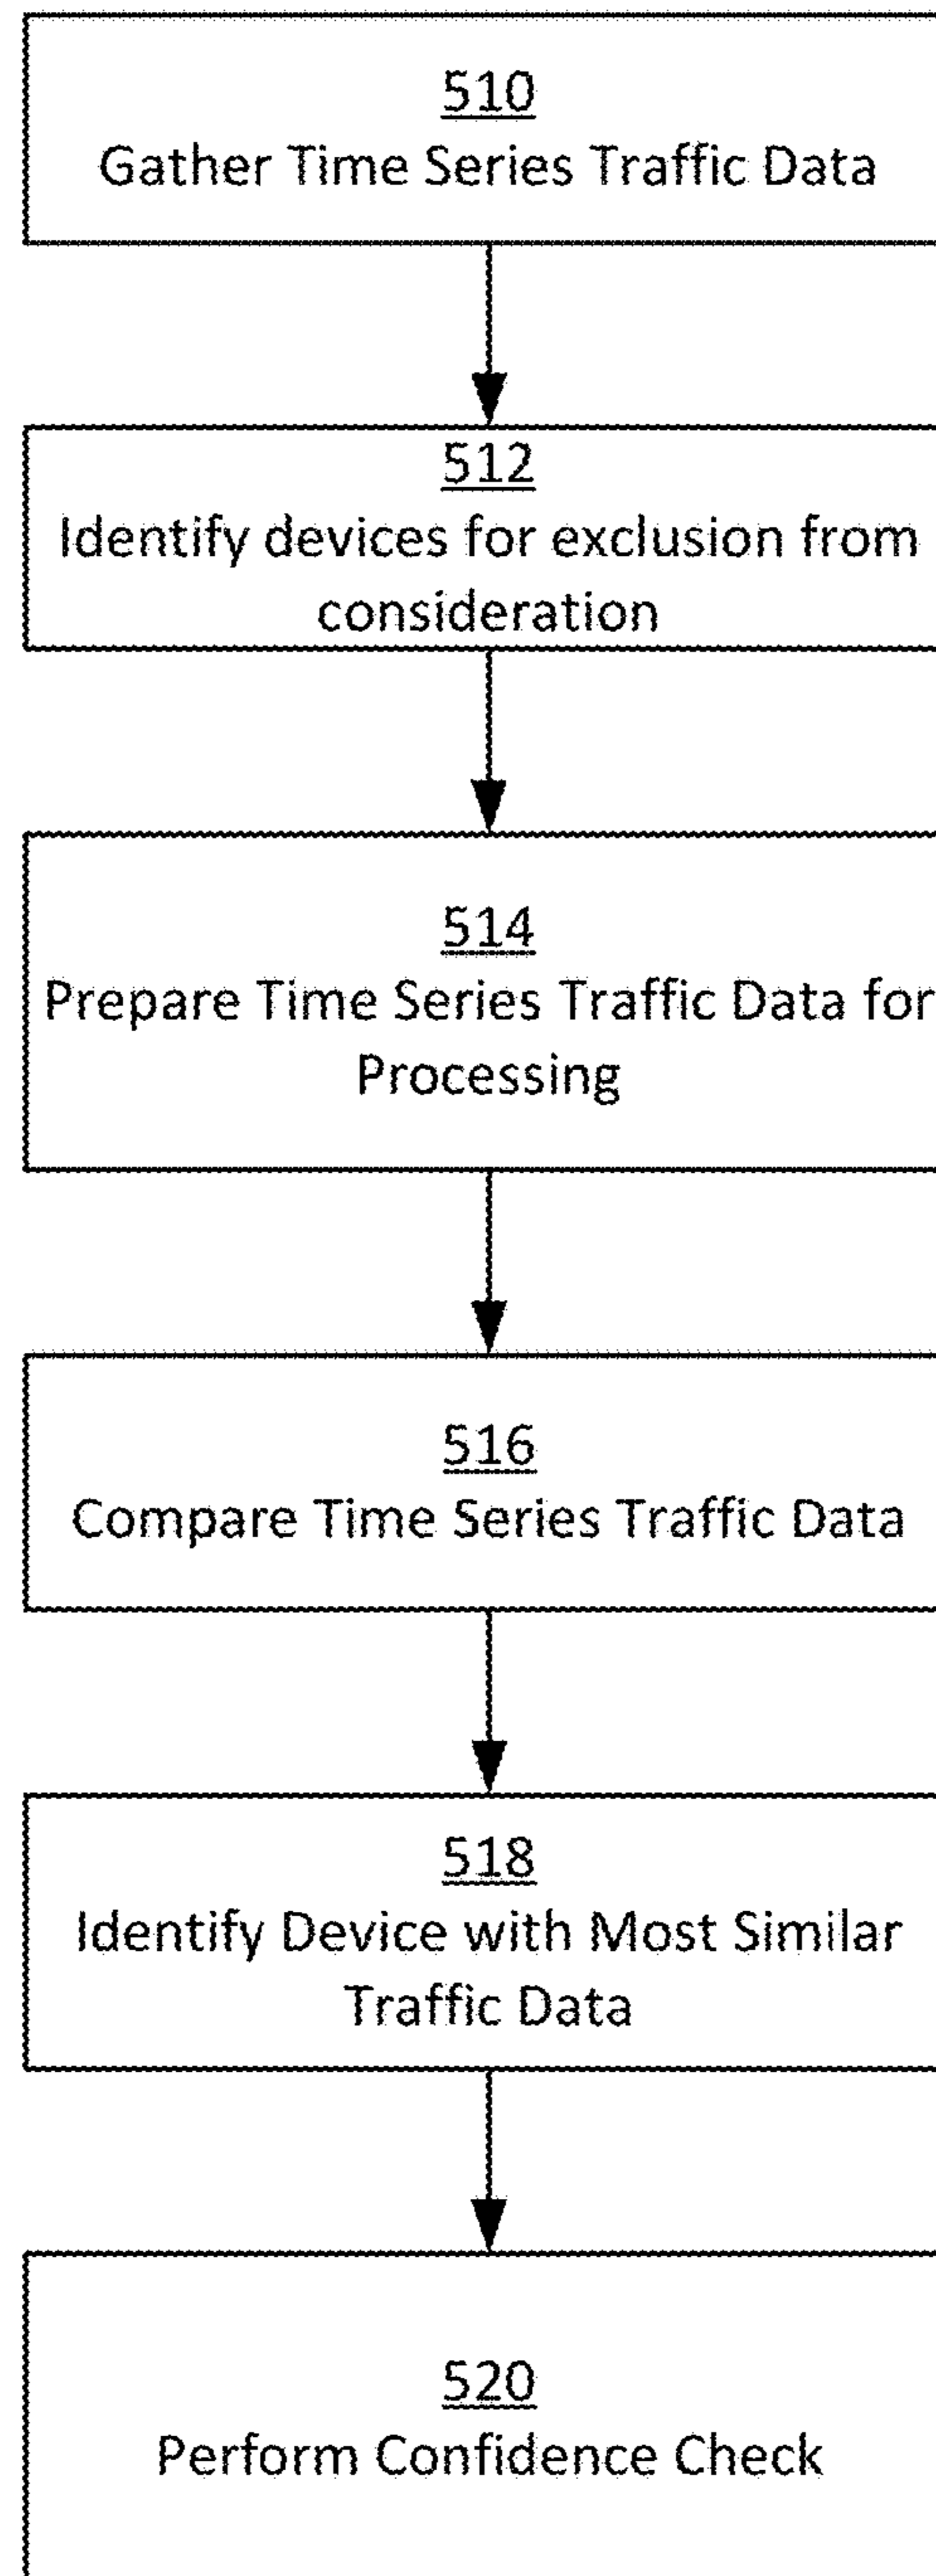 510
Gather Time Series Traffic Data
512
Identify devices for exclusion from
consideration
514
Prepare Time Series Traffic Data for
Processing
516
Compare Time Series Traffic Data
518
Identify Device with Most Similar
Traffic Data
520
Perform Confidence Check